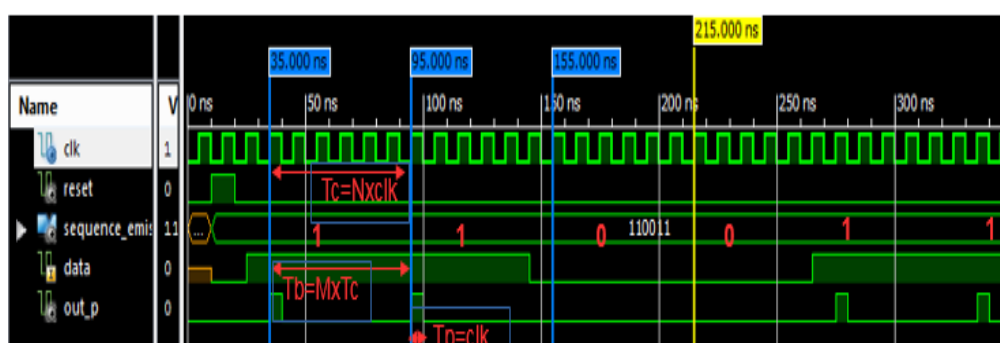 215.000 ns
35.000 ns 95.000 ns 155.000 ns
Name V 0 ns 50 ns 100 ns 150 ns 200 ns 250 ns 300 ns
clk 1
Tc=Nxclk
reset 0
sequence_emis 11 ... 1 1 0 110011 0 1 1
data 0
Tb=MxTc
out_p 0
Tp=clk